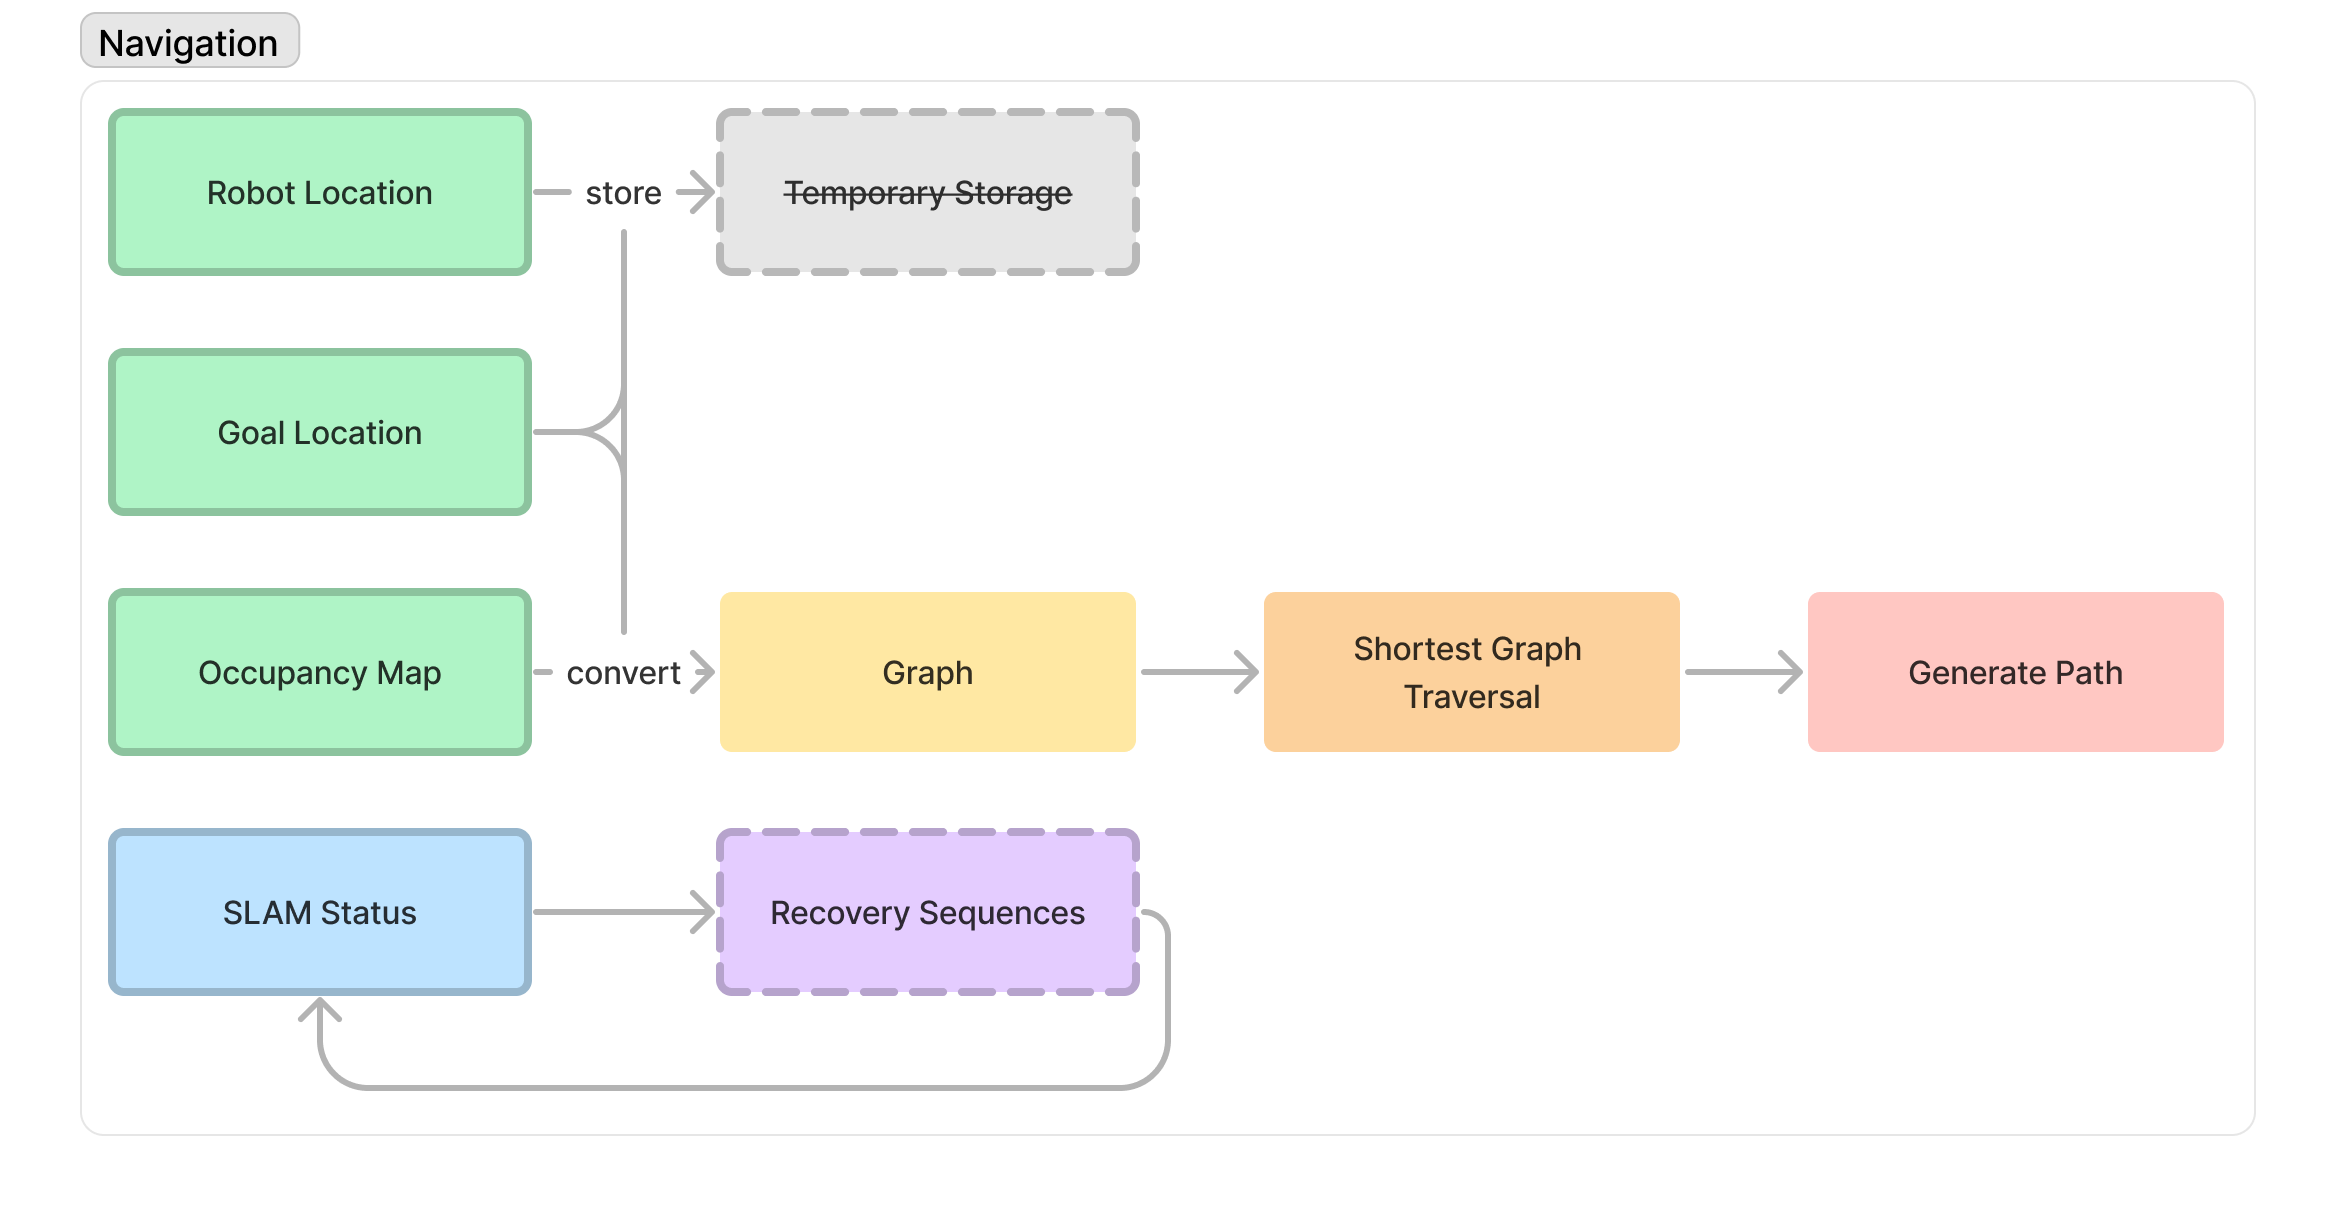 Navigation
Robot Location
store
Temporary Storage
Goal Location
Occupancy Map
convert
Graph
Shortest Graph
Traversal
Generate Path
SLAM Status
Recovery Sequences